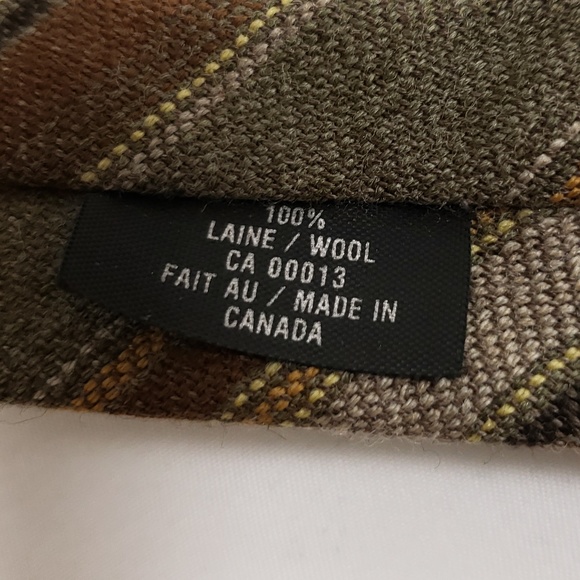 100%
LAINE / WOOL
CA 00013
FAIT AU / MADE IN
CANADA